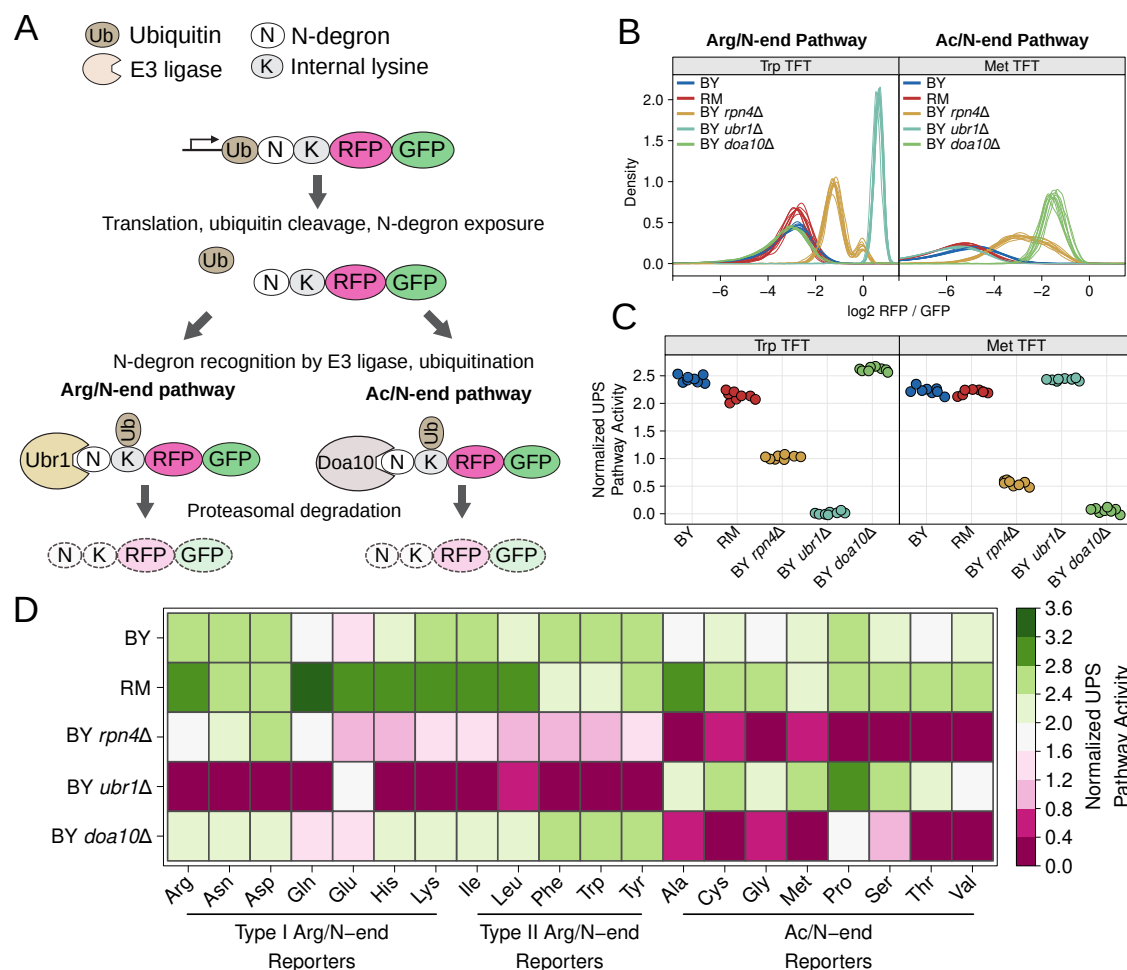 A
Ub Ubiquitin
N N-degron
E3 ligase
K Internal lysine
Ub N K RFP GFP
Translation, ubiquitin cleavage, N-degron exposure
Ub
N K RFP GFP
N-degron recognition by E3 ligase, ubiquitination
Arg/N-end pathway
Ac/N-end pathway
Ub
Ub
Ubr1 N K RFP GFP
Doa10 N K RFP GFP
Proteasomal degradation
N K RFP GFP
N K RFP GFP
B
Arg/N-end Pathway
Ac/N-end Pathway
Trp TFT
Met TFT
BY
RM
BY rpn4Δ
BY ubr1Δ
BY doa10Δ
BY
RM
BY rpn4Δ
BY ubr1Δ
BY doa10Δ
Density
2.0
1.5
1.0
0.5
0.0
−6 −4 −2 0
−6 −4 −2 0
log2 RFP / GFP
C
Trp TFT
Met TFT
Normalized UPS
Pathway Activity
2.5
2.0
1.5
1.0
0.5
0.0
BY
RM
BY rpn4Δ
BY ubr1Δ
BY doa10Δ
BY
RM
BY rpn4Δ
BY ubr1Δ
BY doa10Δ
D
BY
RM
BY rpn4Δ
BY ubr1Δ
BY doa10Δ
Arg Asn Asp Gln Glu His Lys Ile Leu Phe Trp Tyr Ala Cys Gly Met Pro Ser Thr Val
Type I Arg/N−end
Reporters
Type II Arg/N−end
Reporters
Ac/N−end
Reporters
3.6
3.2
2.8
2.4
2.0
1.6
1.2
0.8
0.4
0.0
Normalized UPS
Pathway Activity